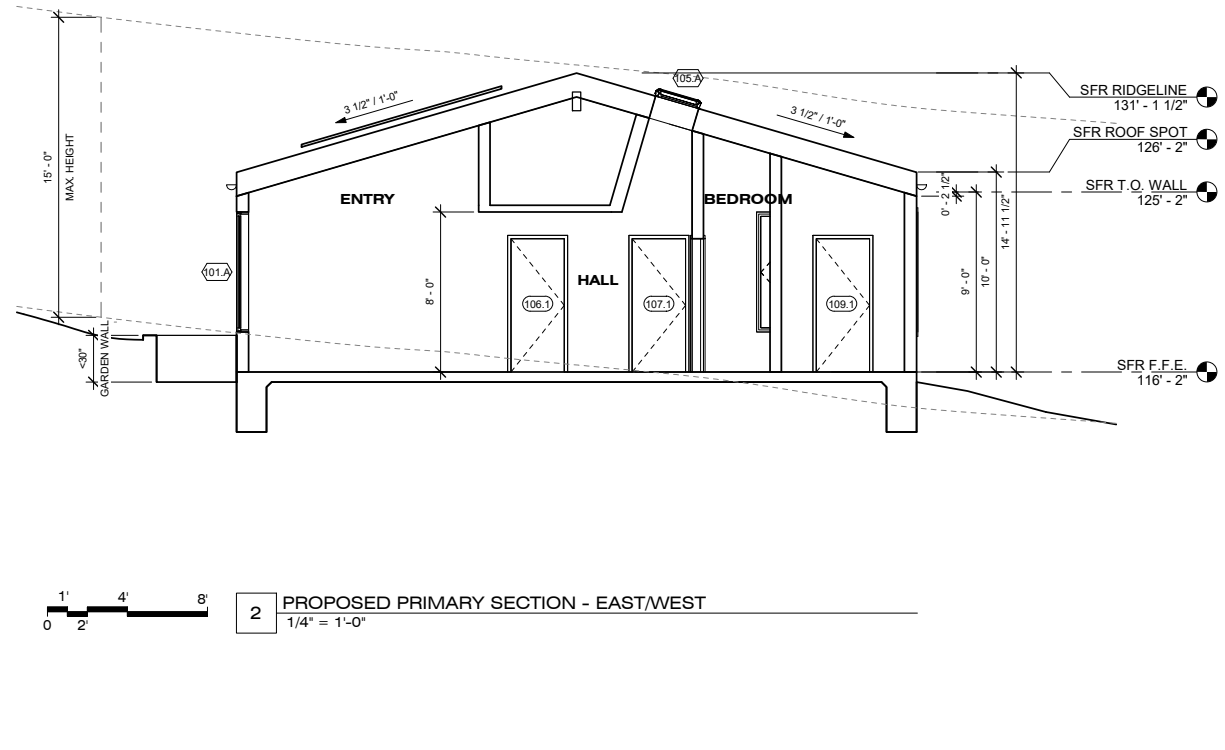 105.A
3 1/2" / 1'-0"
3 1/2" / 1'-0"
SFR RIDGELINE
131' - 1 1/2"
SFR ROOF SPOT
126' - 2"
SFR T.O. WALL
125' - 2"
15' - 0"
MAX. HEIGHT
ENTRY
BEDROOM
0' - 2 1/2"
14' - 11 1/2"
101.A
HALL
8' - 0"
9' - 0"
10' - 0"
106.1
107.1
109.1
<30"
GARDEN WALL
SFR F.F.E.
116' - 2"
1'
4'
8'
0
2'
2
PROPOSED PRIMARY SECTION - EAST/WEST
1/4" = 1'-0"